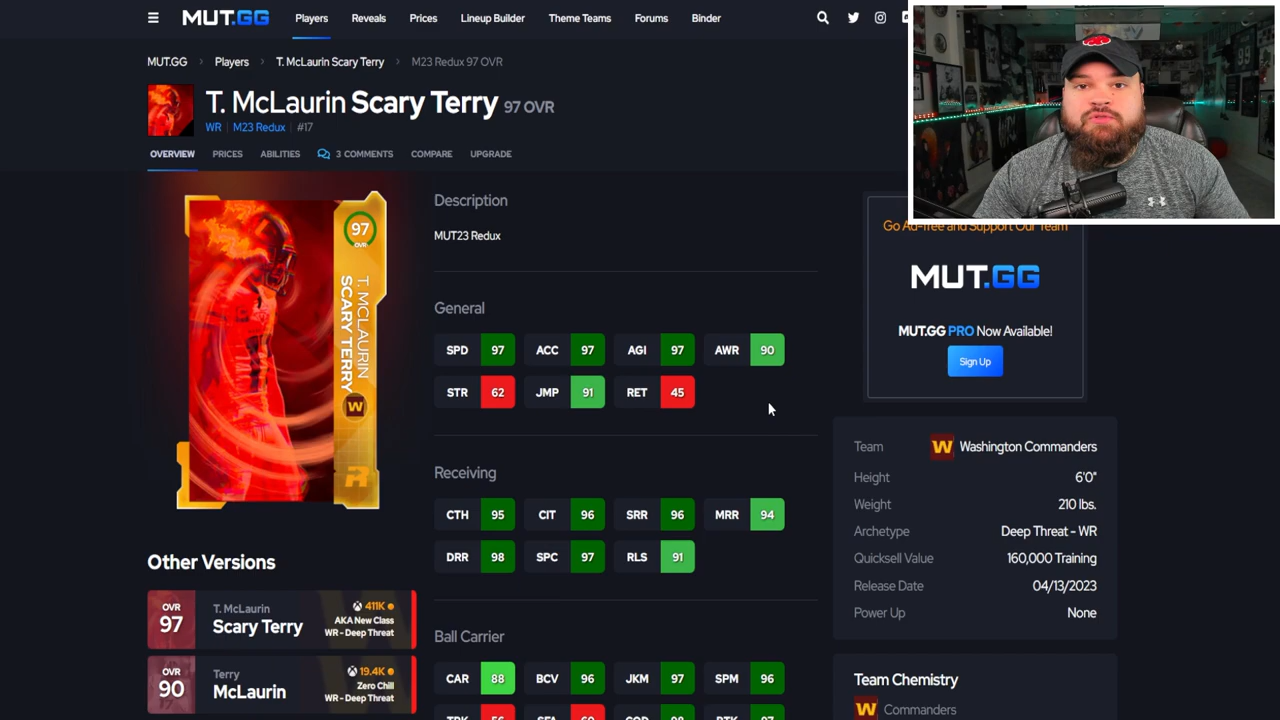 MUT.GG
Players
Reveals
Prices
Lineup Builder
Theme Teams
Forums
Binder
MUT.GG > Players > T. McLaurin Scary Terry > M23 Redux 97 OVR
T. McLaurin Scary Terry 97 OVR
WR | M23 Redux | #17
OVERVIEW
PRICES
ABILITIES
3 COMMENTS
COMPARE
UPGRADE
97
OVR
T. MCLAURIN
SCARY TERRY
W
R
Description
MUT23 Redux
General
SPD 97 ACC 97 AGI 97 AWR 90
STR 62 JMP 91 RET 45
Receiving
CTH 95 CIT 96 SRR 96 MRR 94
DRR 98 SPC 97 RLS 91
Ball Carrier
CAR 88 BCV 96 JKM 97 SPM 96
Other Versions
OVR
97
T. McLaurin
Scary Terry
411K
AKA New Class
WR - Deep Threat
OVR
90
Terry
McLaurin
19.4K
Zero Chill
WR - Deep Threat
Go Ad-free and Support Our Team
MUT.GG
MUT.GG PRO Now Available!
Sign Up
Team W Washington Commanders
Height 6'0"
Weight 210 lbs.
Archetype Deep Threat - WR
Quicksell Value 160,000 Training
Release Date 04/13/2023
Power Up None
Team Chemistry
W Commanders